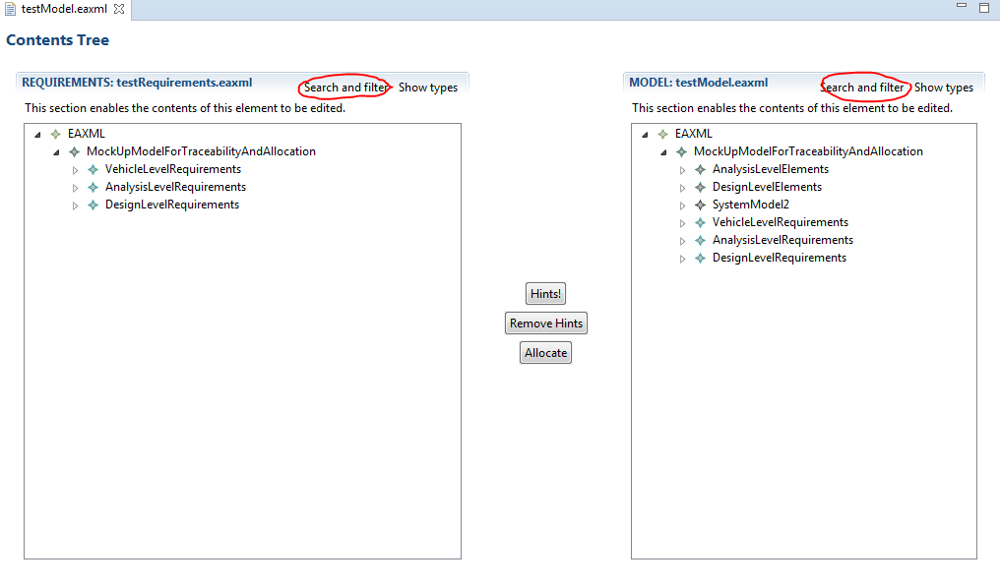 testModel.eaxml
Contents Tree
REQUIREMENTS: testRequirements.eaxml
Search and filter
Show types
This section enables the contents of this element to be edited.
EAXML
MockUpModelForTraceabilityAndAllocation
VehicleLevelRequirements
AnalysisLevelRequirements
DesignLevelRequirements
Hints!
Remove Hints
Allocate
MODEL: testModel.eaxml
Search and filter
Show types
This section enables the contents of this element to be edited.
EAXML
MockUpModelForTraceabilityAndAllocation
AnalysisLevelElements
DesignLevelElements
SystemModel2
VehicleLevelRequirements
AnalysisLevelRequirements
DesignLevelRequirements